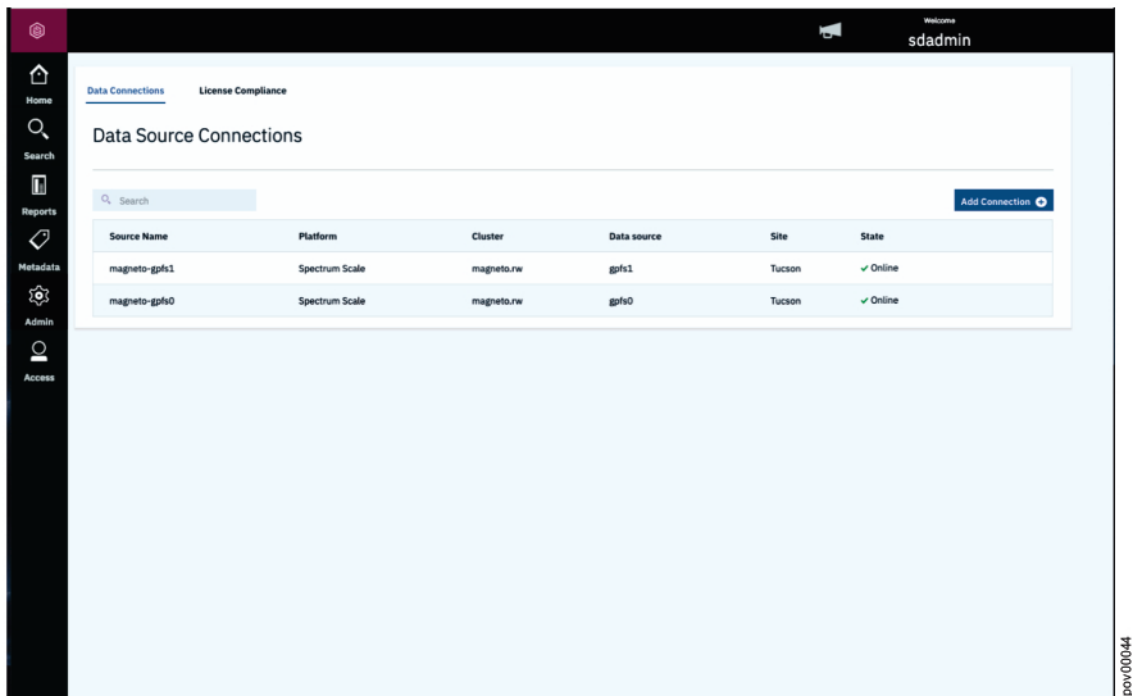 Welcome
sdadmin
Home
Search
Reports
Metadata
Admin
Access
Data Connections License Compliance
Data Source Connections
Search
Add Connection
Source Name Platform Cluster Data source Site State
magneto-gpfs1 Spectrum Scale magneto.rw gpfs1 Tucson Online
magneto-gpfs0 Spectrum Scale magneto.rw gpfs0 Tucson Online
pov00044